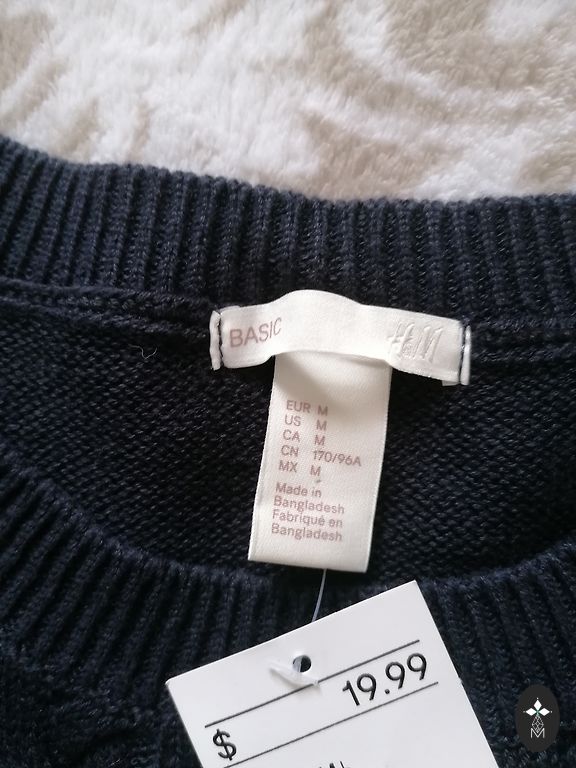 BASIC H&M
EUR M
US M
CA M
CN 170/96A
MX M
Made in
Bangladesh
Fabriqué en
Bangladesh
19.99
$
M